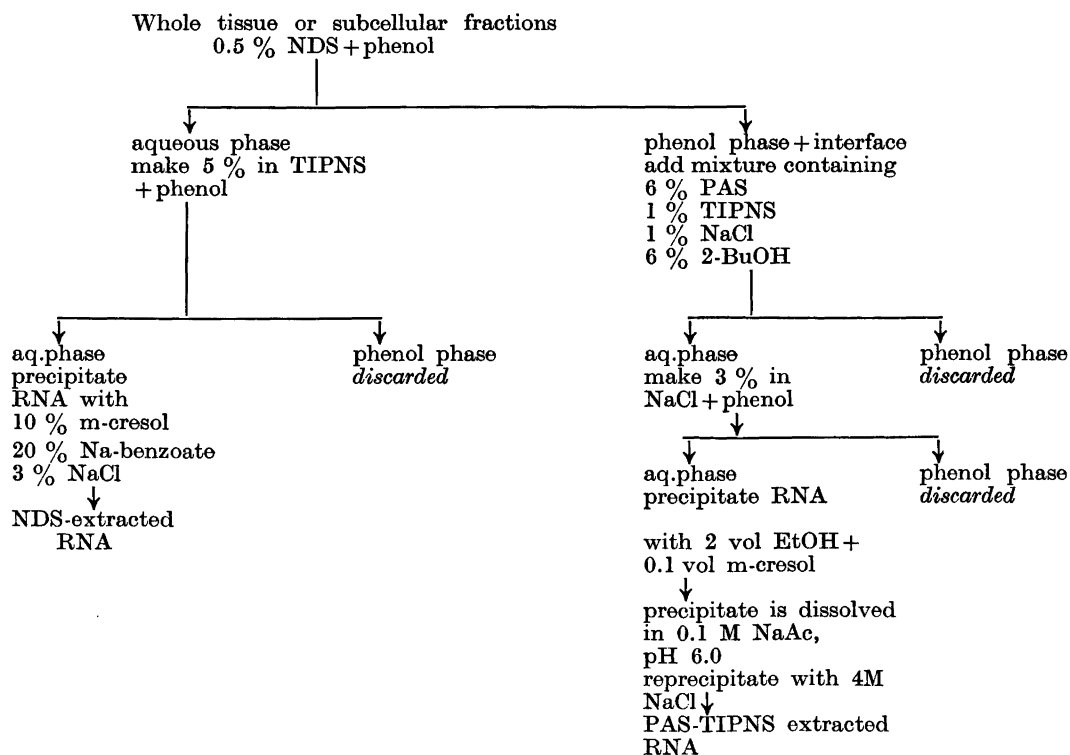 Whole tissue or subcellular fractions
0.5 % NDS + phenol
aqueous phase
make 5 % in TIPNS
+ phenol
phenol phase + interface
add mixture containing
6 % PAS
1 % TIPNS
1 % NaCl
6 % 2-BuOH
aq.phase
precipitate
RNA with
10 % m-cresol
20 % Na-benzoate
3 % NaCl
NDS-extracted
RNA
phenol phase
discarded
aq.phase
make 3 % in
NaCl + phenol
phenol phase
discarded
aq.phase
precipitate RNA
with 2 vol EtOH +
0.1 vol m-cresol
precipitate is dissolved
in 0.1 M NaAc,
pH 6.0
reprecipitate with 4M
NaCl
PAS-TIPNS extracted
RNA
phenol phase
discarded